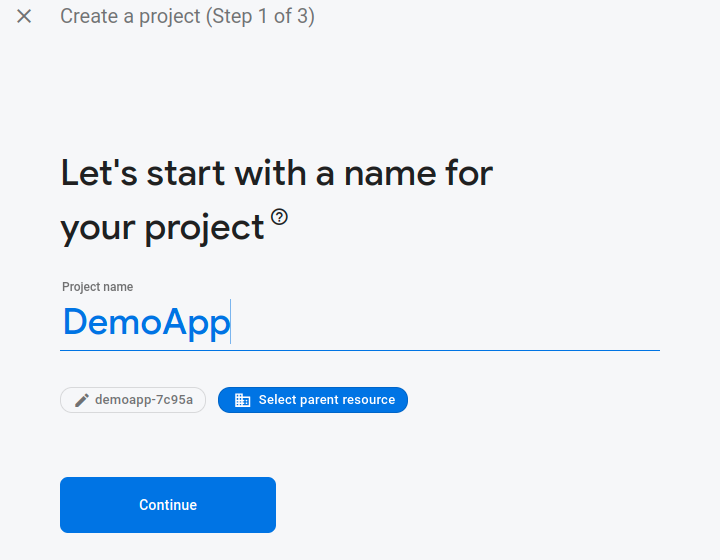 Create a project (Step 1 of 3)
Let's start with a name for
your project
Project name
DemoApp
demoapp-7c95a
Select parent resource
Continue